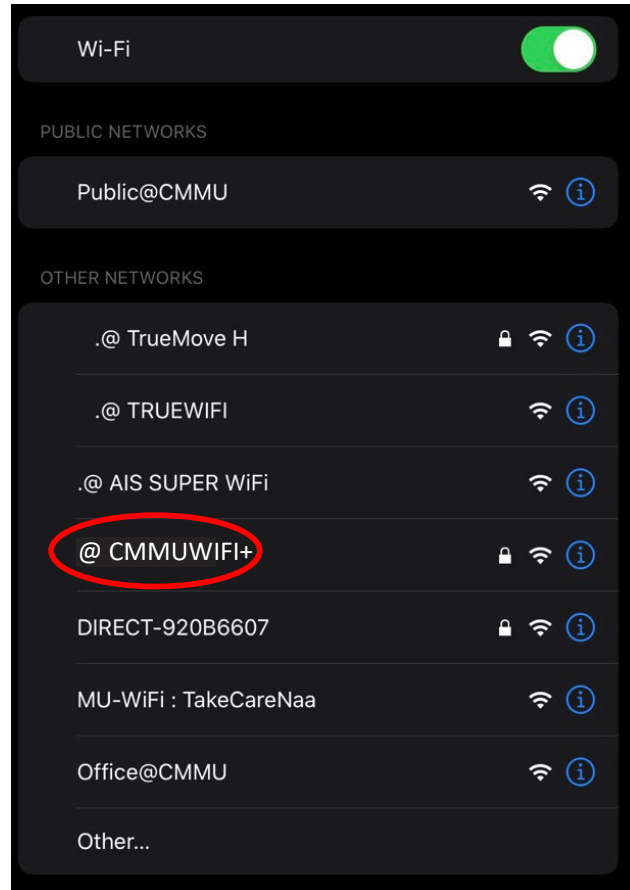 Wi-Fi
PUBLIC NETWORKS
Public@CMMU
OTHER NETWORKS
.@ TrueMove H
.@ TRUEWIFI
.@ AIS SUPER WiFi
@ CMMUWIFI+
DIRECT-920B6607
MU-WiFi : TakeCareNaa
Office@CMMU
Other...